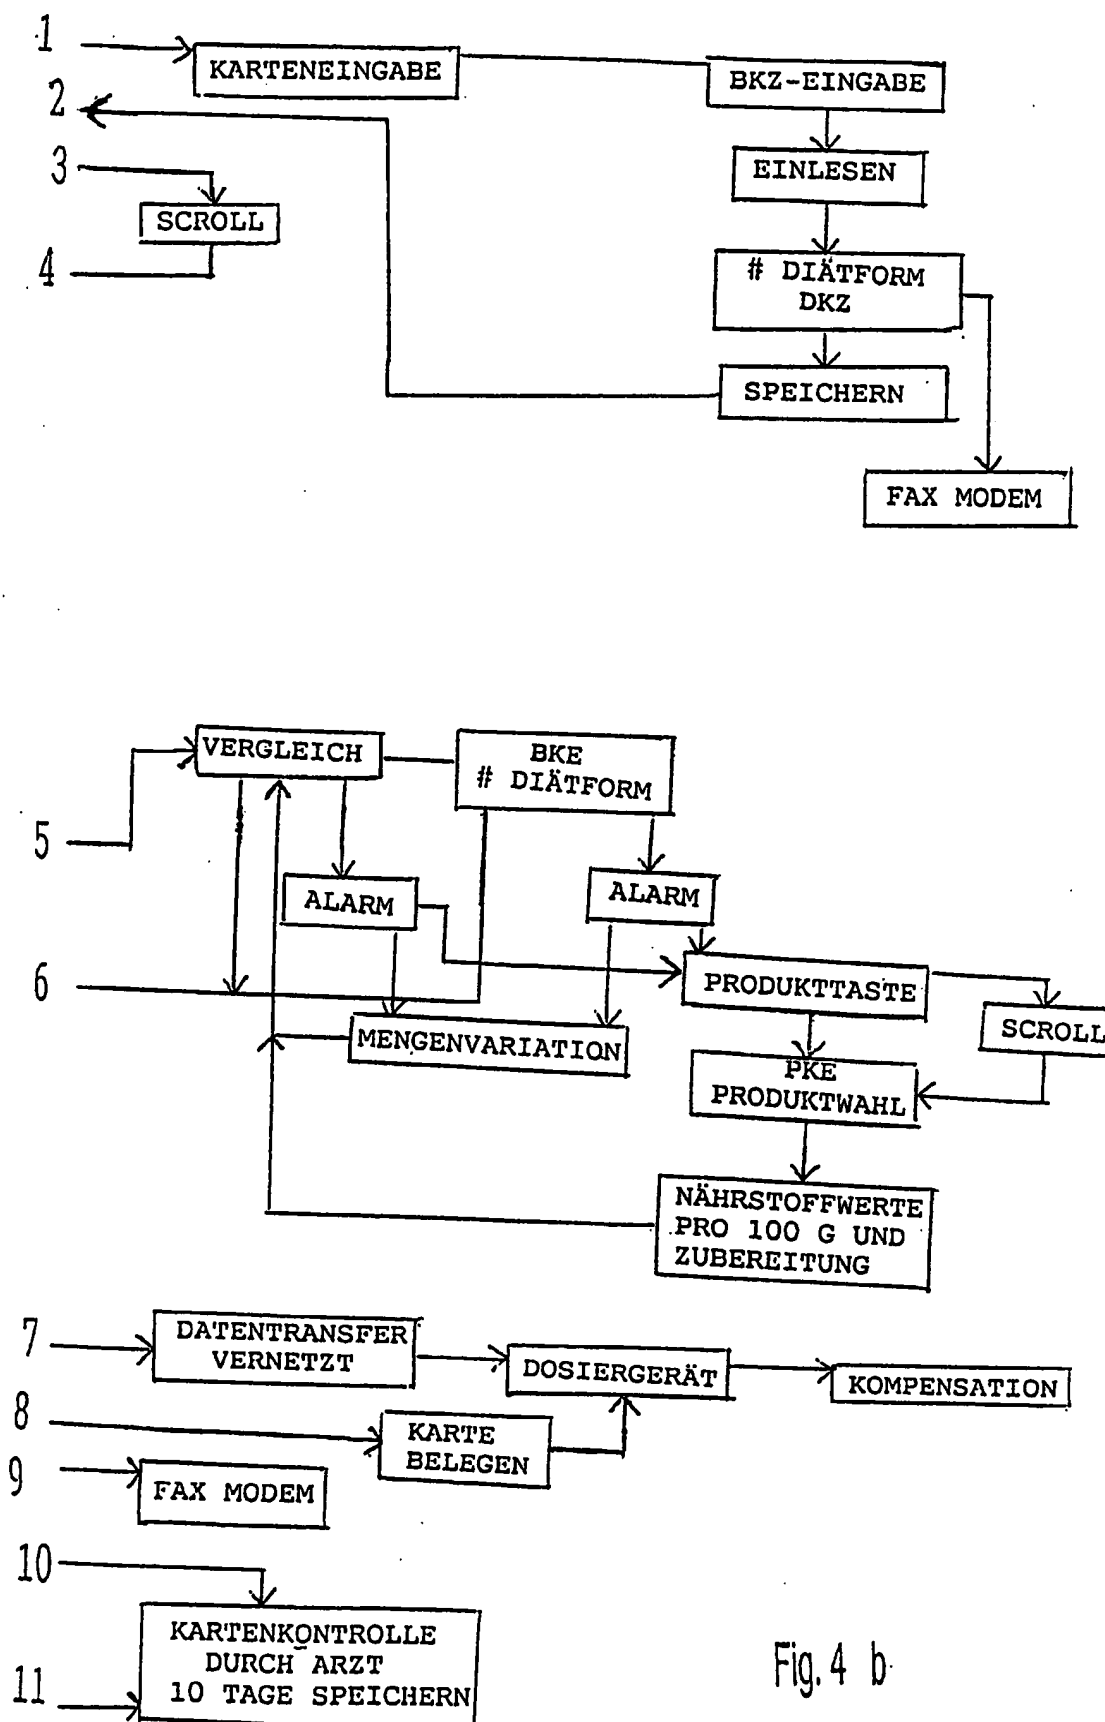 1
KARTENEINGABE
BKZ-EINGABE
2
EINLESEN
3
SCROLL
4
# DIÄTFORM
DKZ
SPEICHERN
FAX MODEM
VERGLEICH
BKE
# DIÄTFORM
5
ALARM
ALARM
6
PRODUKTTASTE
SCROLL
MENGENVARIATION
PKE
PRODUKTWAHL
NÄHRSTOFFWERTE
PRO 100 G UND
ZUBEREITUNG
7
DATENTRANSFER
VERNETZT
DOSIERGERÄT
KOMPENSATION
8
KARTE
BELEGEN
9
FAX MODEM
10
KARTENKONTROLLE
DURCH ARZT
10 TAGE SPEICHERN
11
Fig. 4 b